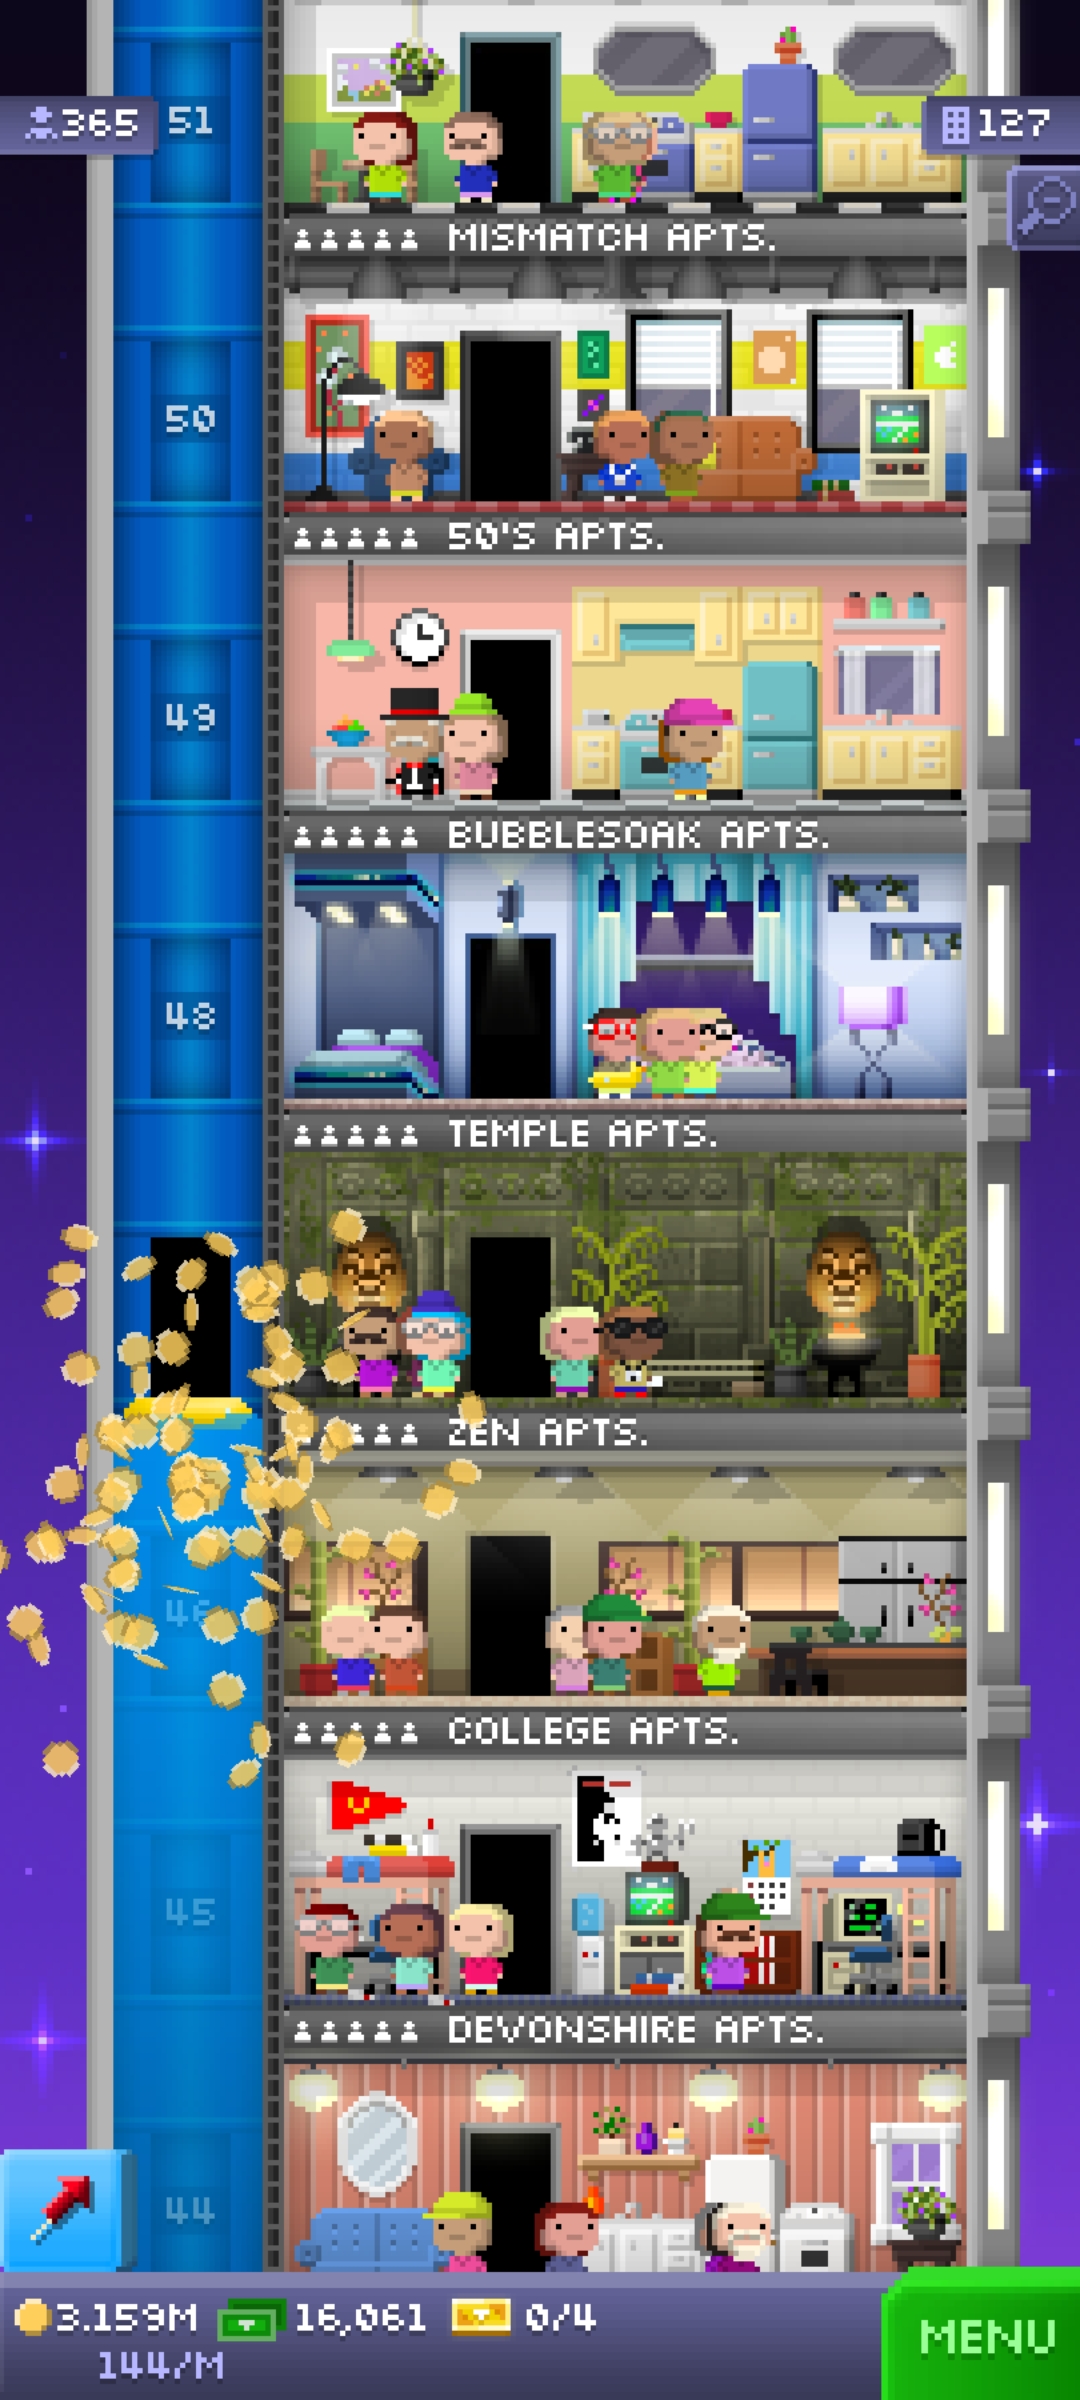 365
51
127
MISMATCH APTS.
50
50'S APTS.
49
BUBBLESOAK APTS.
48
TEMPLE APTS.
ZEN APTS.
46
COLLEGE APTS.
45
DEVONSHIRE APTS.
44
3.159M
16,061
0/4
144/M
MENU